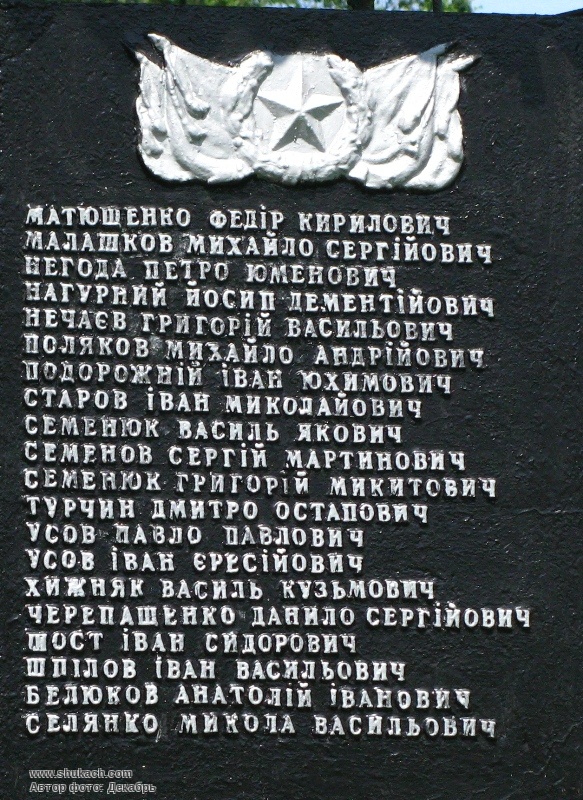 МАТЮШЕНКО ФЕДІР КИРИЛОВИЧ
МАЛАШКОВ МИХАЙЛО СЕРГІЙОВИЧ
НЕГОДА ПЕТРО ЮМЕНОВИЧ
НАГУРНИЙ ЙОСИП ДЕМЕНТІЙОВИЧ
НЕЧАЄВ ГРИГОРІЙ ВАСИЛЬОВИЧ
ПОЛЯКОВ МИХАЙЛО АНДРІЙОВИЧ
ПОДОРОЖНІЙ ІВАН ЮХИМОВИЧ
СТАРОВ ІВАН МИКОЛАЙОВИЧ
СЕМЕНЮК ВАСИЛЬ ЯКОВИЧ
СЕМЕНОВ СЕРГІЙ МАРТИНОВИЧ
СЕМЕНЮК ГРИГОРІЙ МИКИТОВИЧ
ТУРЧИН ДМИТРО ОСТАПОВИЧ
УСОВ ПАВЛО ПАВЛОВИЧ
УСОВ ІВАН ЄРЕСІЙОВИЧ
ХИЖНЯК ВАСИЛЬ КУЗЬМОВИЧ
ЧЕРЕПАШЕНКО ДАНИЛО СЕРГІЙОВИЧ
ШОСТ ІВАН СИДОРОВИЧ
ШПІЛОВ ІВАН ВАСИЛЬОВИЧ
БЕЛЮКОВ АНАТОЛІЙ ІВАНОВИЧ
СЕЛЯНКО МИКОЛА ВАСИЛЬОВИЧ
www.shukach.com
Автор фото: Декабрь